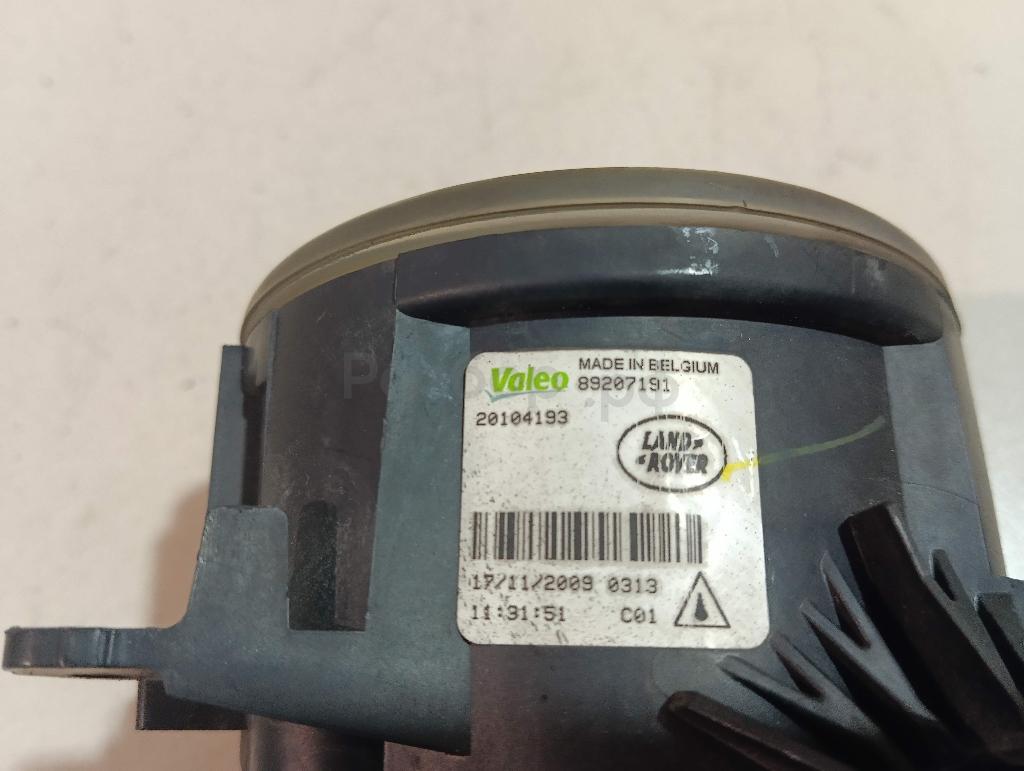 Valeo MADE IN BELGIUM
89207191
20104193
LAND
ROVER
17/11/2009 0313
11:31:51 C01